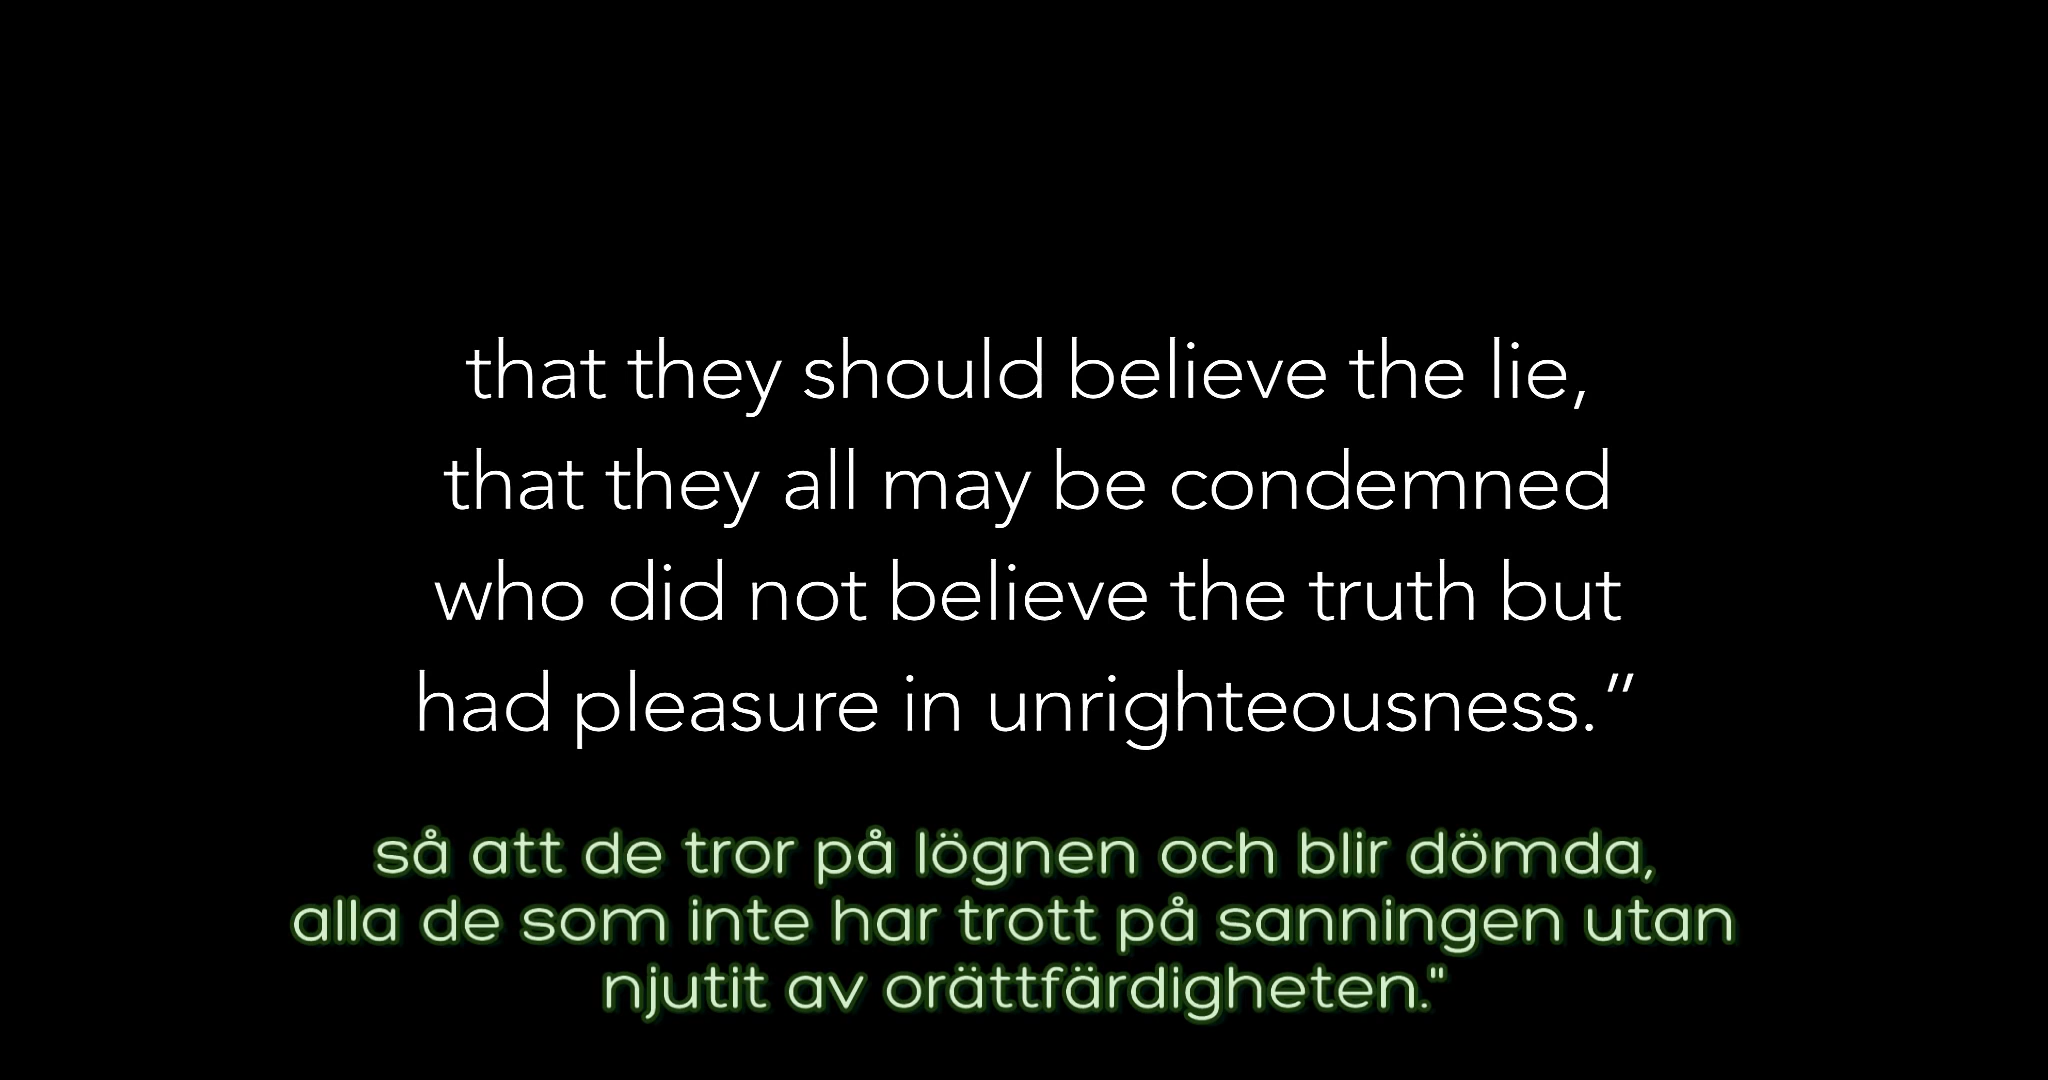 that they should believe the lie,
that they all may be condemned
who did not believe the truth but
had pleasure in unrighteousness.”
så att de tror på lögnen och blir dömda,
alla de som inte har trott på sanningen utan
njutit av orättfärdigheten."